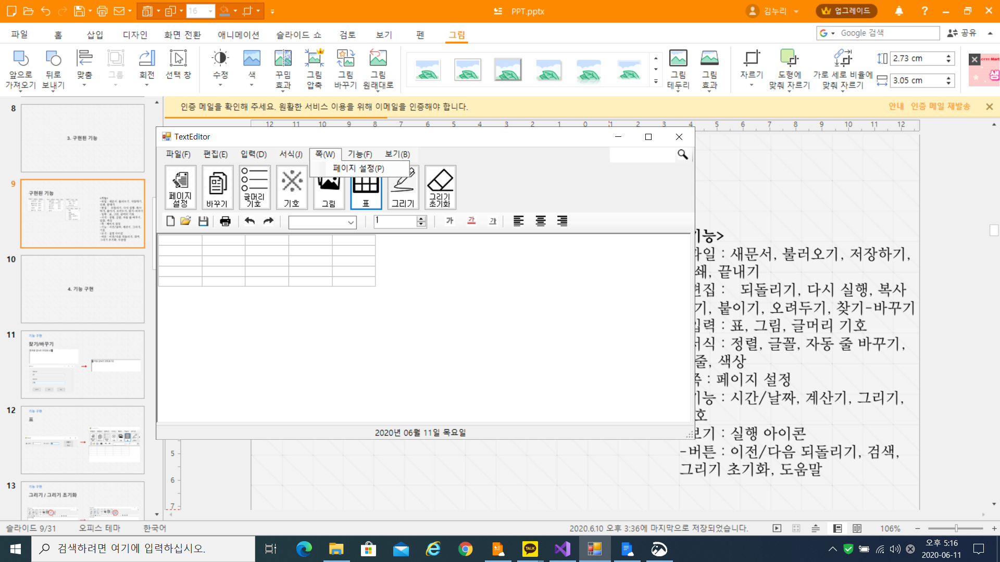 16
PPT.pptx
김누리
업그레이드
파일 홈 삽입 디자인 화면 전환 애니메이션 슬라이드 쇼 검토 보기 펜 그림
Google 검색
공유
앞으로 가져오기
뒤로 보내기
맞춤
그룹
회전
선택 창
수정
색
꾸밈 효과
그림 압축
그림 바꾸기
그림 원래대로
그림 테두리
그림 효과
자르기
도형에 맞춰 자르기
가로 세로 비율에 맞춰 자르기
2.73 cm
3.05 cm
인증 메일을 확인해 주세요. 원활한 서비스 이용을 위해 이메일을 인증해야 합니다.
안내 인증 메일 재발송
12 11 10 9 8 7 6 5 4 3 2 1 0 1 2 3 4 5 6 7 8 9 10 11 12
8
3. 구현된 기능
9
구현된 기능
10
4. 기능 구현
11
기능 구현
찾기/바꾸기
12
기능 구현
표
13
기능 구현
그리기 / 그리기 초기화
TextEditor
파일(F) 편집(E) 입력(D) 서식(J) 쪽(W) 기능(F) 보기(B)
페이지 설정(P)
페이지 설정
바꾸기
글머리 기호
기호
그림
표
그리기
그리기 초기화
1
가 가 가
2020년 06월 11일 목요일
능>
일 : 새문서, 불러오기, 저장하기,
쇄, 끝내기
집 : 되돌리기, 다시 실행, 복사
기, 붙이기, 오려두기, 찾기-바꾸기
력 : 표, 그림, 글머리 기호
식 : 정렬, 글꼴, 자동 줄 바꾸기,
줄, 색상
: 페이지 설정
능 : 시간/날짜, 계산기, 그리기,
호
보기 : 실행 아이콘
-버튼 : 이전/다음 되돌리기, 검색,
그리기 초기화, 도움말
5
6
7
슬라이드 9/31 오피스 테마 한국어
2020.6.10 오후 3:36에 마지막으로 저장되었습니다.
106%
검색하려면 여기에 입력하십시오.
TALK
오후 5:16
2020-06-11